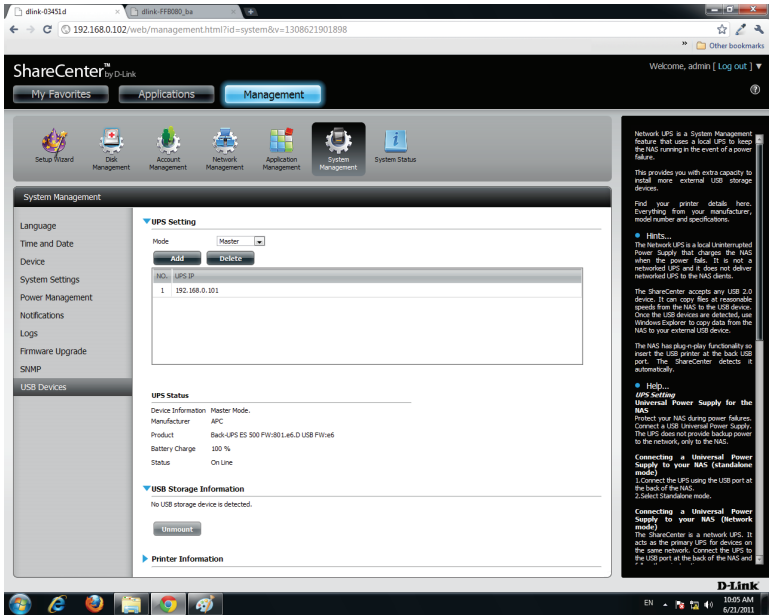 dlink-03451d
dlink-FF8080_ba
192.168.0.102/web/management.html?id=system&v=1308621901898
Other bookmarks
ShareCenter™ by D-Link
Welcome, admin [ Log out ]
My Favorites
Applications
Management
Setup Wizard
Disk Management
Account Management
Network Management
Application Management
System Management
System Status
System Management
Language
Time and Date
Device
System Settings
Power Management
Notifications
Logs
Firmware Upgrade
SNMP
USB Devices
UPS Setting
Mode Master
Add Delete
NO. UPS IP
1 192.168.0.101
UPS Status
Device Information Master Mode.
Manufacturer APC
Product Back-UPS ES 500 FW:801.e6.D USB FW:e6
Battery Charge 100 %
Status On Line
USB Storage Information
No USB storage device is detected.
Unmount
Printer Information
Network UPS is a System Management
feature that uses a local UPS to keep
the NAS running in the event of a power
failure.
This provides you with extra capacity to
install more external USB storage
devices.
Find your printer details here.
Everything from your manufacturer,
model number and specifications.
Hints...
The Network UPS is a local Uninterrupted
Power Supply that charges the NAS
when the power fails. It is not a
networked UPS and it does not deliver
networked UPS to the NAS clients.
The ShareCenter accepts any USB 2.0
device. It can copy files at reasonable
speeds from the NAS to the USB device.
Once the USB devices are detected, use
Windows Explorer to copy data from the
NAS to your external USB device.
The NAS has plug-n-play functionality so
insert the USB printer at the back USB
port. The ShareCenter detects it
automatically.
Help...
UPS Setting
Universal Power Supply for the
NAS
Protect your NAS during power failures.
Connect a USB Universal Power Supply.
The UPS does not provide backup power
to the network, only to the NAS.
Connecting a Universal Power
Supply to your NAS (standalone
mode)
1.Connect the UPS using the USB port at
the back of the NAS.
2.Select Standalone mode.
Connecting a Universal Power
Supply to your NAS (Network
mode)
The ShareCenter is a network UPS. It
acts as the primary UPS for devices on
the same network. Connect the UPS to
the USB port at the back of the NAS and
D-Link
EN
10:05 AM
6/21/2011